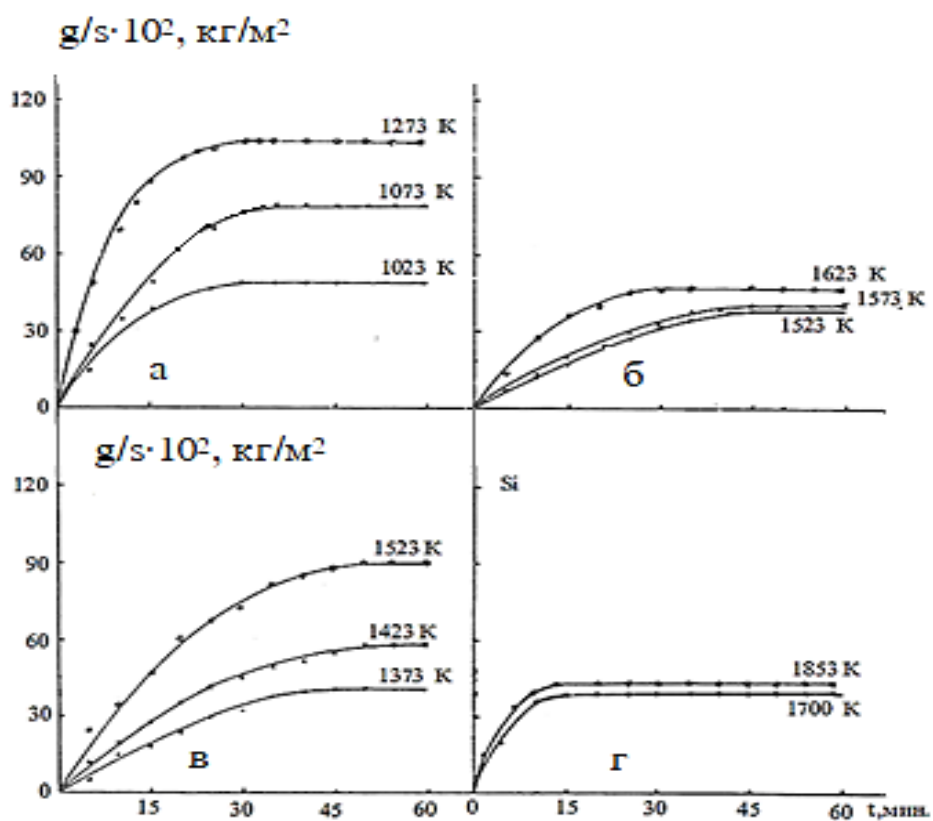 g/s·10², кг/м²
120
90
60
30
0
1273 К
1073 К
1023 К
а
1623 К
1573 К
1523 К
б
g/s·10², кг/м²
120
90
60
30
0
1523 К
1423 К
1373 К
в
15
30
45
60
Si
1853 К
1700 К
г
0
15
30
45
60
t,мин.